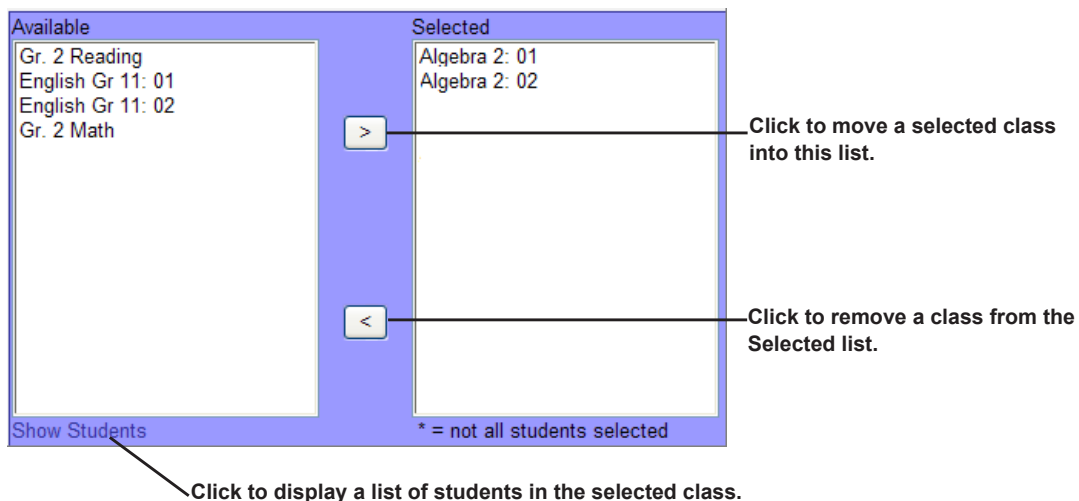 Available
Gr. 2 Reading
English Gr 11: 01
English Gr 11: 02
Gr. 2 Math
Show Students
>
<
Selected
Algebra 2: 01
Algebra 2: 02
* = not all students selected
Click to move a selected class
into this list.
Click to remove a class from the
Selected list.
Click to display a list of students in the selected class.